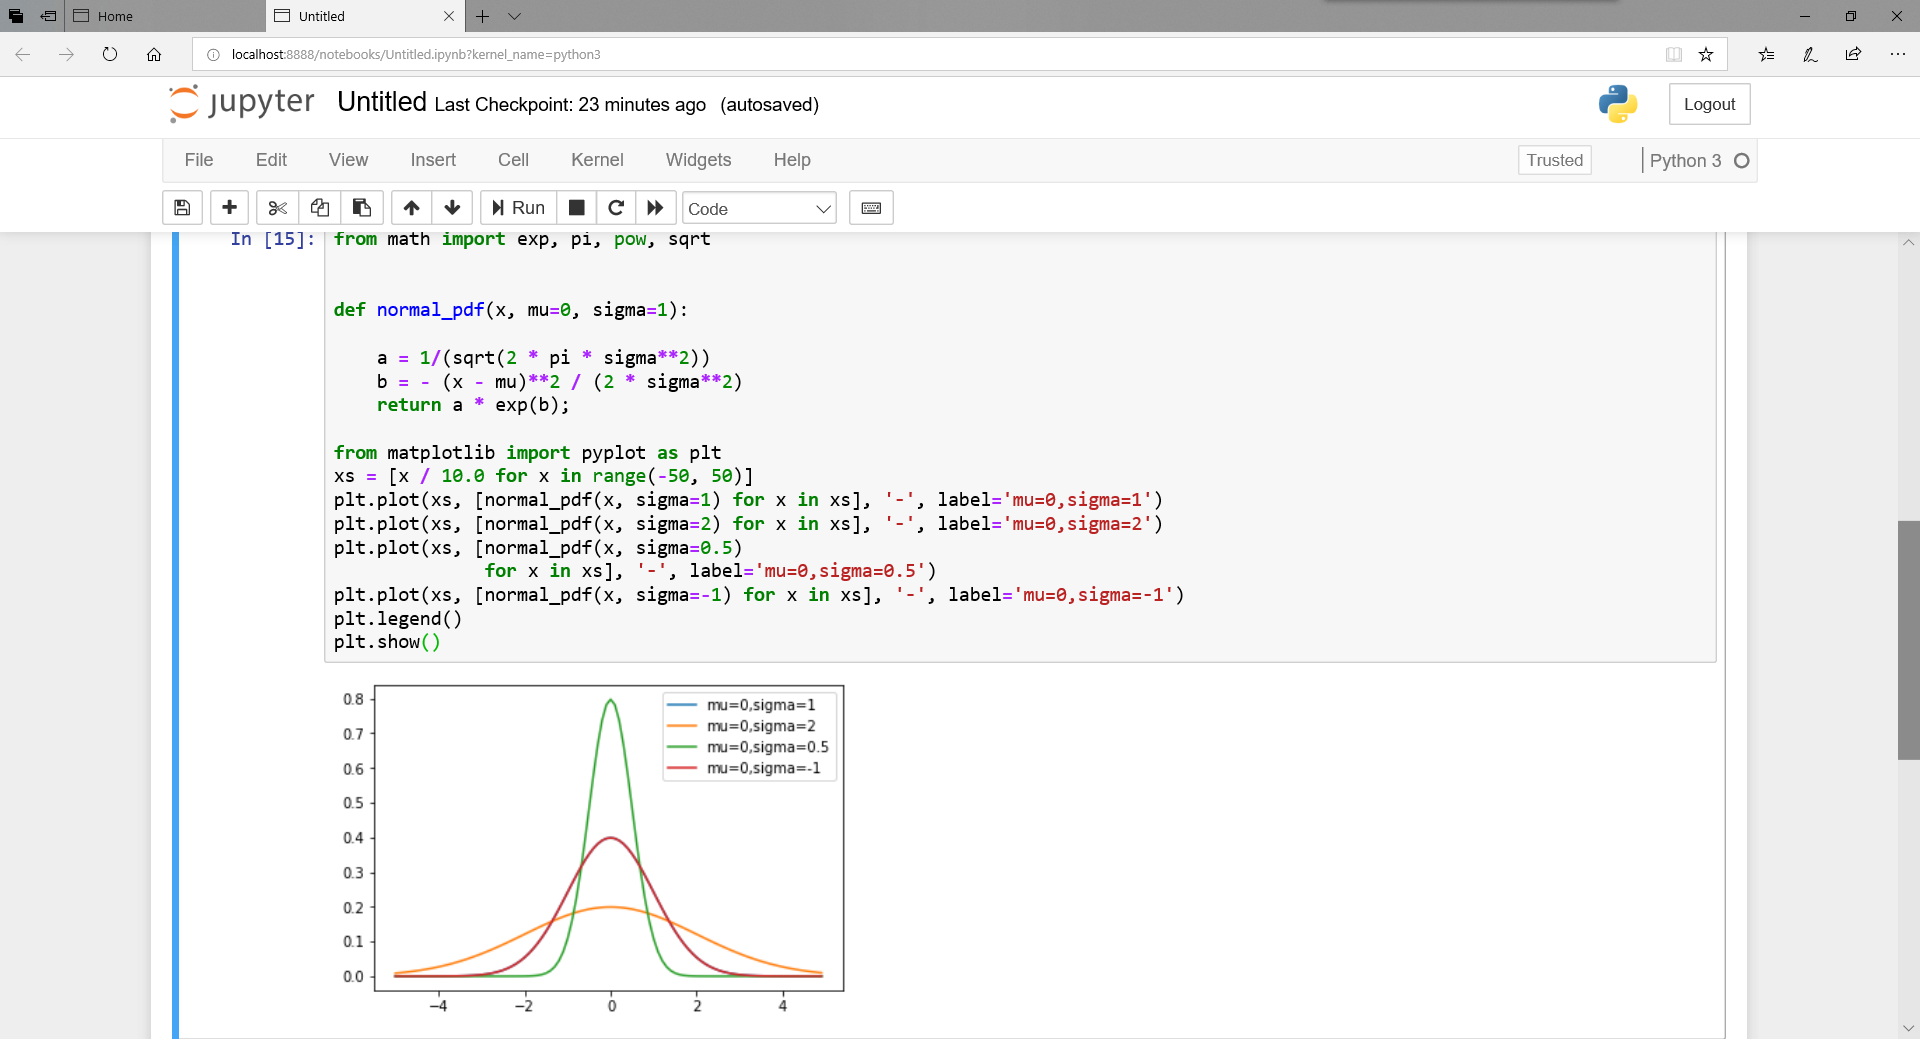 Home
Untitled
localhost:8888/notebooks/Untitled.ipynb?kernel_name=python3
jupyter Untitled Last Checkpoint: 23 minutes ago (autosaved)
Logout
File Edit View Insert Cell Kernel Widgets Help
Trusted
Python 3
Run
Code
In [15]:
from math import exp, pi, pow, sqrt
def normal_pdf(x, mu=0, sigma=1):
    a = 1/(sqrt(2 * pi * sigma**2))
    b = - (x - mu)**2 / (2 * sigma**2)
    return a * exp(b);
from matplotlib import pyplot as plt
xs = [x / 10.0 for x in range(-50, 50)]
plt.plot(xs, [normal_pdf(x, sigma=1) for x in xs], '-', label='mu=0,sigma=1')
plt.plot(xs, [normal_pdf(x, sigma=2) for x in xs], '-', label='mu=0,sigma=2')
plt.plot(xs, [normal_pdf(x, sigma=0.5)
              for x in xs], '-', label='mu=0,sigma=0.5')
plt.plot(xs, [normal_pdf(x, sigma=-1) for x in xs], '-', label='mu=0,sigma=-1')
plt.legend()
plt.show()
mu=0,sigma=1
mu=0,sigma=2
mu=0,sigma=0.5
mu=0,sigma=-1
0.8
0.7
0.6
0.5
0.4
0.3
0.2
0.1
0.0
−4 −2 0 2 4